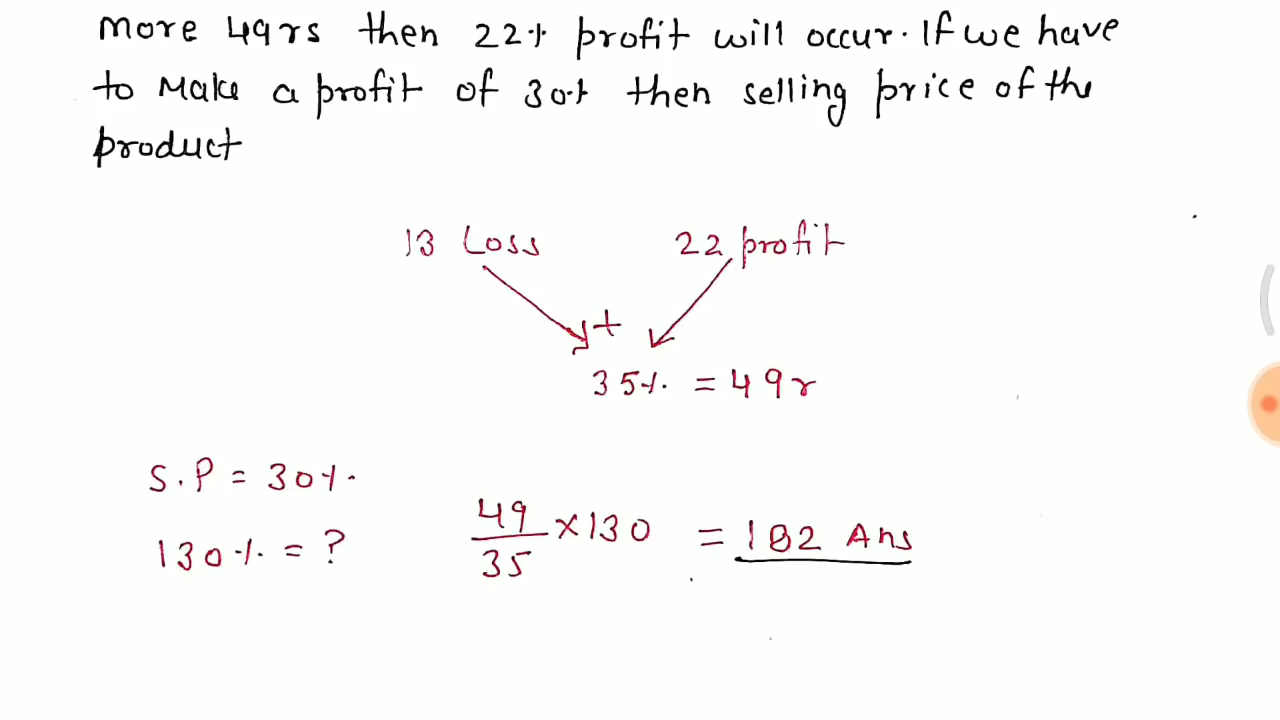 more 49rs then 22% profit will occur. If we have
to make a profit of 30% then selling price of the
product
13 Loss 22 profit
+
35% = 49r
S.P = 30%.
130% = ?
49/35 × 130 = 182 Ans